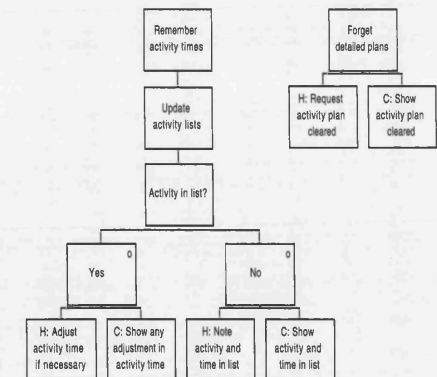 Remember
activity times
Forget
detailed plans
Update
activity lists
H: Request
activity plan
cleared
C: Show
activity plan
cleared
Activity in list?
Yes
0
No
0
H: Adjust
activity time
if necessary
C: Show any
adjustment in
activity time
H: Note
activity and
time in list
C: Show
activity and
time in list